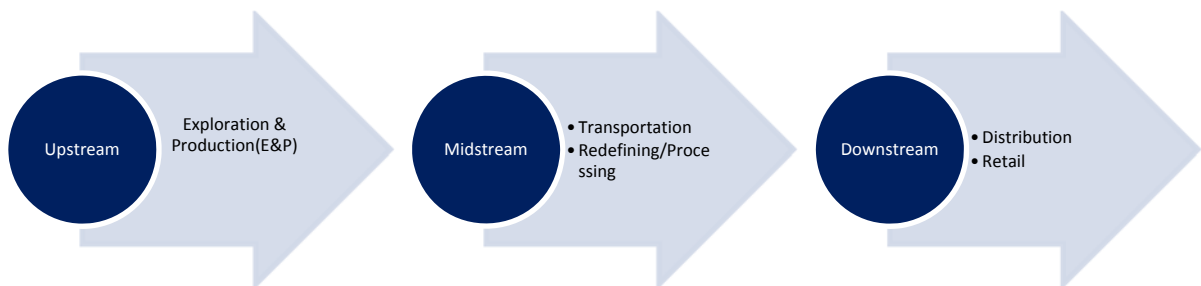 Upstream
Exploration &
Production(E&P)
Midstream
• Transportation
• Redefining/Proce
ssing
Downstream
• Distribution
• Retail